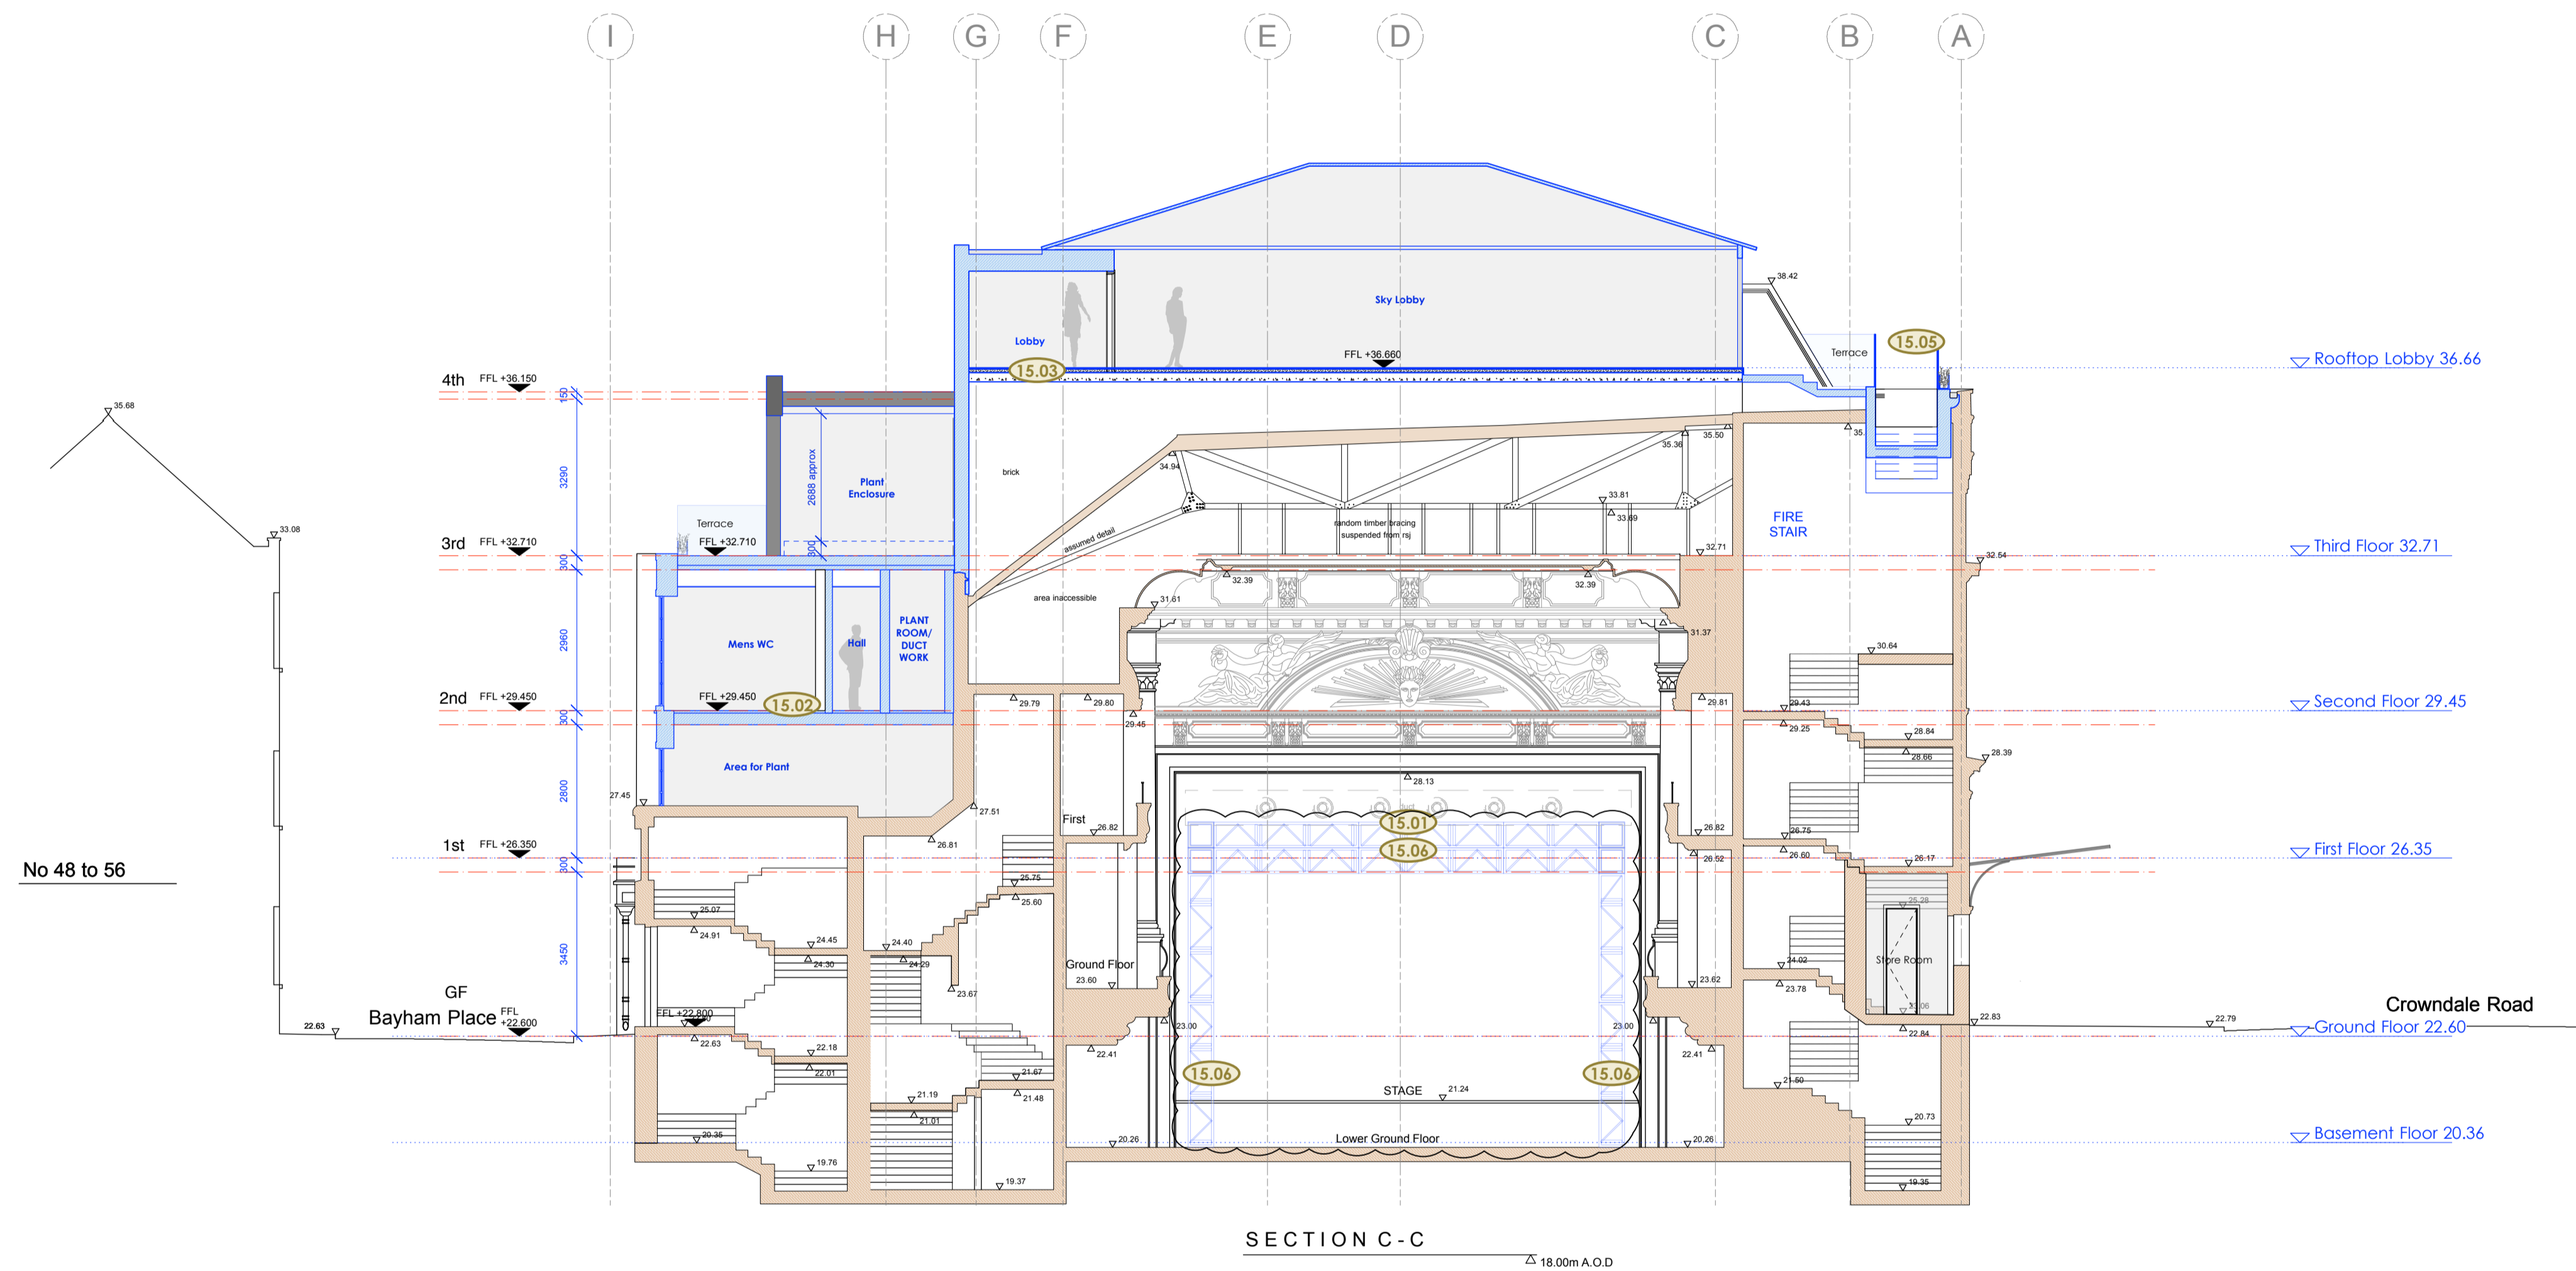 I
H
G
F
E
D
C
B
A
38.42
Sky Lobby
Lobby
15.05
Terrace
FFL +36.660
15.03
Rooftop Lobby 36.66
4th
FFL +36.150
150
35.68
35.50
35.36
34.94
brick
3290
2688 approx
Plant
Enclosure
33.81
33.69
random timber bracing
suspended from rsj
FIRE
STAIR
33.08
Terrace
3rd
FFL +32.710
FFL +32.710
300
assumed detail
32.71
Third Floor 32.71
32.54
300
32.39
32.39
area inaccessible
31.61
31.37
PLANT
ROOM/
DUCT
WORK
2960
Mens WC
Hall
30.64
2nd
FFL +29.450
FFL +29.450
15.02
29.79
29.80
29.81
29.43
Second Floor 29.45
300
29.45
29.25
28.84
28.66
28.39
Area for Plant
28.13
2800
27.45
27.51
First
26.82
15.01
26.82
26.75
1st
FFL +26.350
26.81
15.06
26.52
26.60
26.17
First Floor 26.35
300
No 48 to 56
25.75
25.60
25.07
24.91
25.28
24.45
24.40
24.30
24.29
3450
Ground Floor
23.60
23.62
24.02
23.78
Store Room
23.67
GF
Bayham Place
FFL
+22.600
FFL +22.800
22.63
22.63
23.00
23.00
22.83
22.84
22.79
Crowndale Road
Ground Floor 22.60
22.18
22.01
22.41
22.41
15.06
15.06
21.67
21.48
21.50
STAGE
21.24
21.19
21.01
20.73
20.35
20.26
Lower Ground Floor
20.26
Basement Floor 20.36
19.76
19.37
19.35
SECTION C-C
18.00m A.O.D